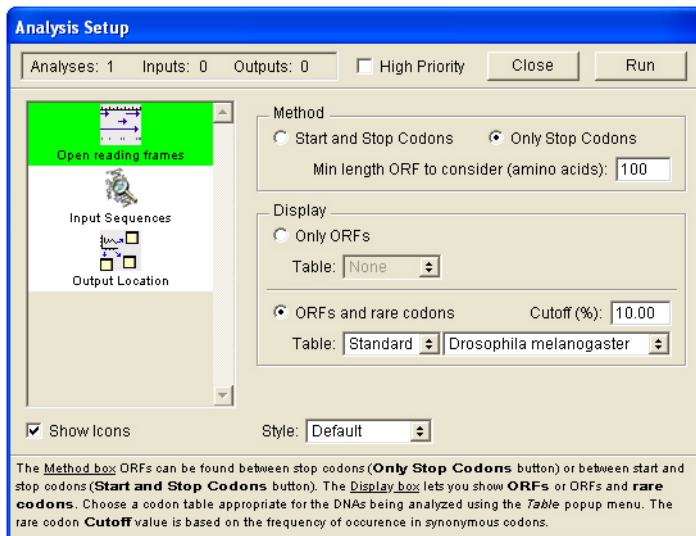 Analysis Setup
Analyses: 1 Inputs: 0 Outputs: 0 High Priority Close Run
Open reading frames
Input Sequences
Output Location
Method
Start and Stop Codons Only Stop Codons
Min length ORF to consider (amino acids): 100
Display
Only ORFs
Table: None
ORFs and rare codons Cutoff (%): 10.00
Table: Standard Drosophila melanogaster
Show Icons Style: Default
The Method box ORFs can be found between stop codons (Only Stop Codons button) or between start and
stop codons (Start and Stop Codons button). The Display box lets you show ORFs or ORFs and rare
codons. Choose a codon table appropriate for the DNAs being analyzed using the Table popup menu. The
rare codon Cutoff value is based on the frequency of occurence in synonymous codons.